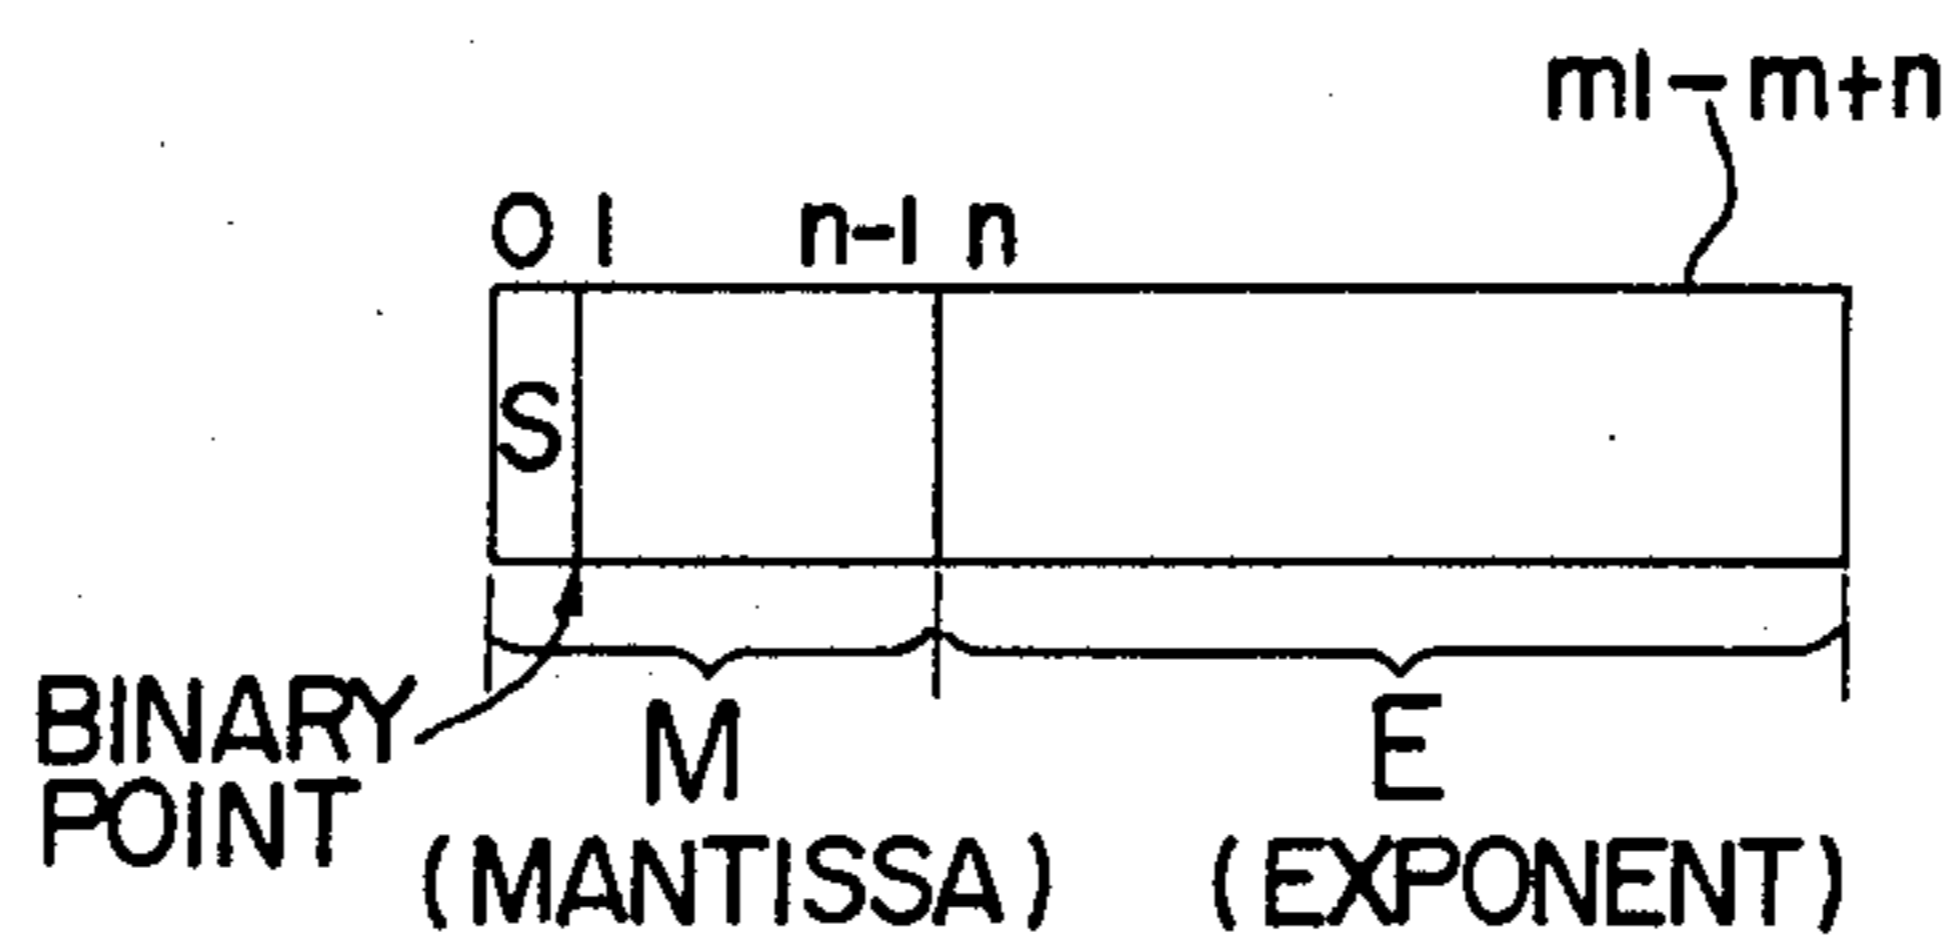 m1-m+n
0 1 n-1 n
S
BINARY
POINT
M
(MANTISSA)
E
(EXPONENT)